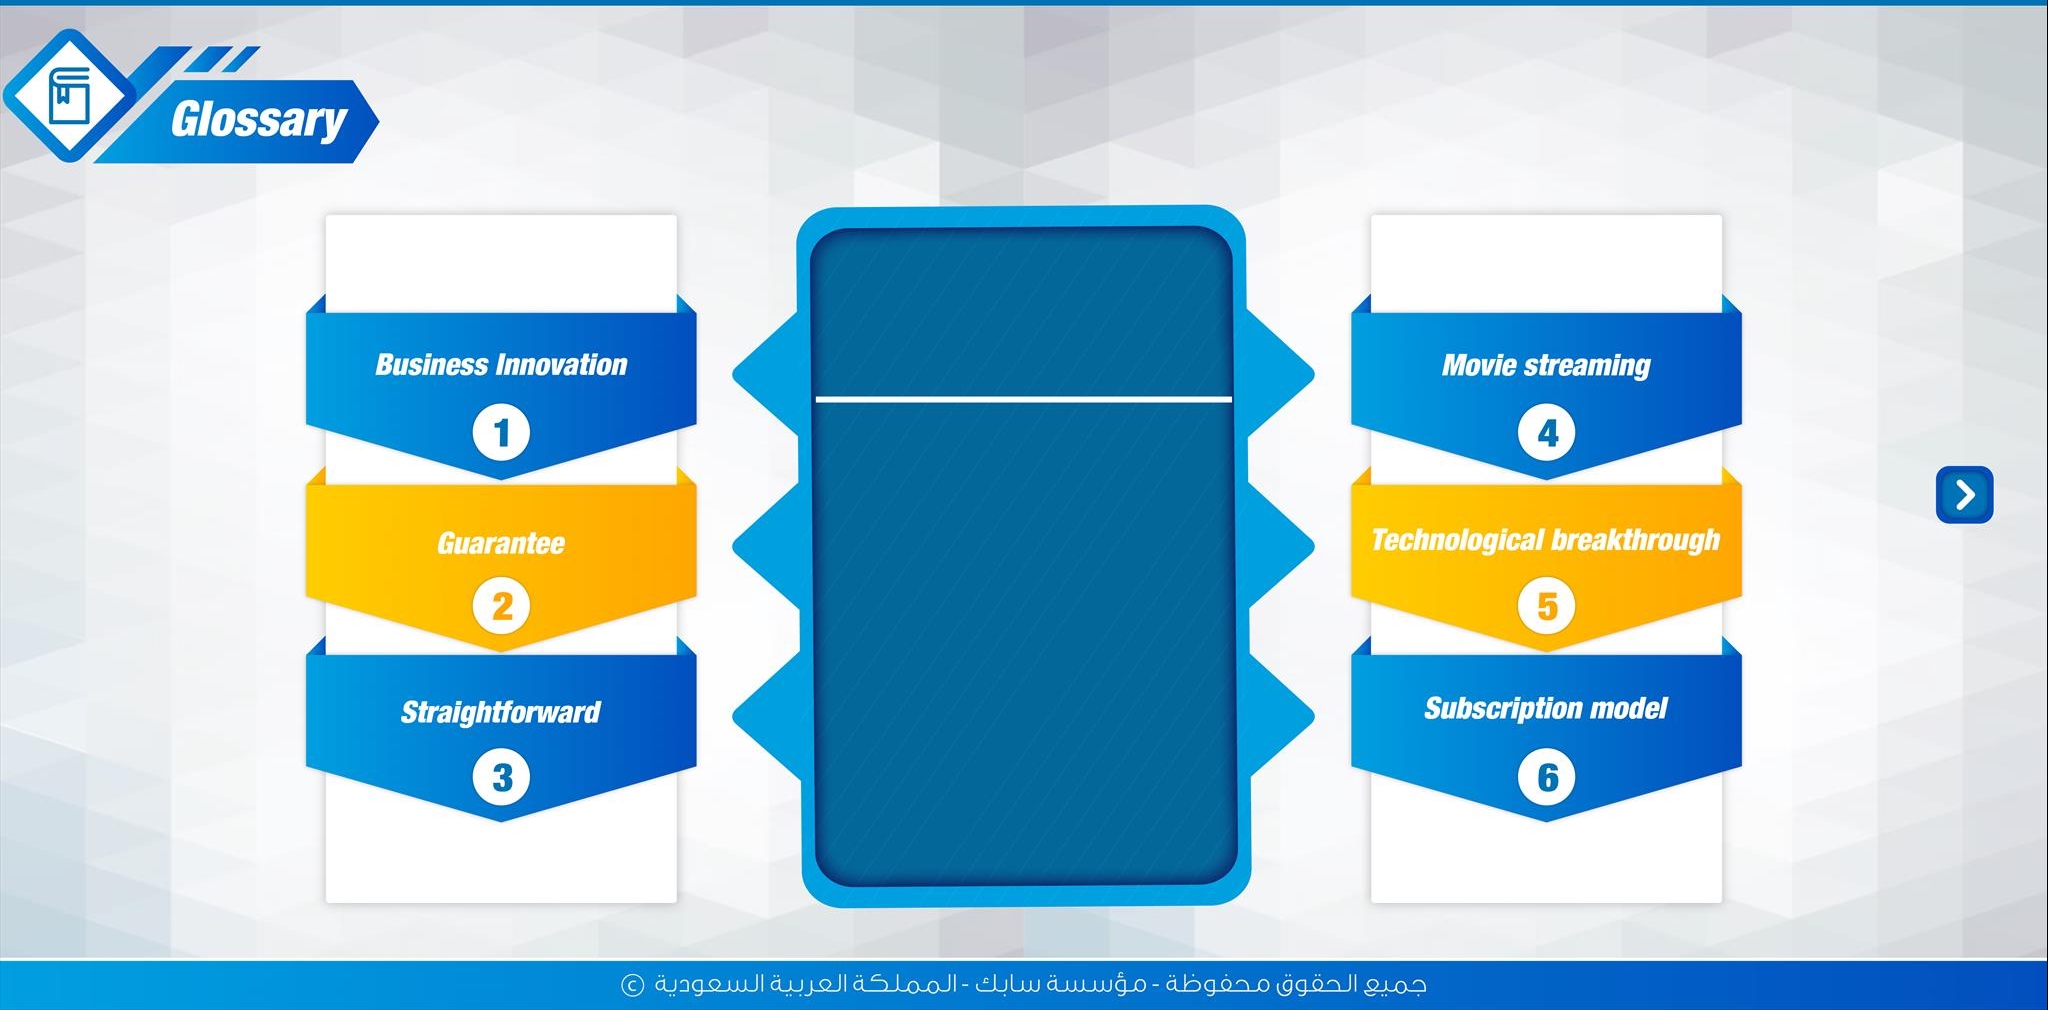 Glossary
Business Innovation
1
Guarantee
2
Straightforward
3
Movie streaming
4
Technological breakthrough
5
Subscription model
6
جميع الحقوق محفوظة - مؤسسة سابك - المملكة العربية السعودية ©